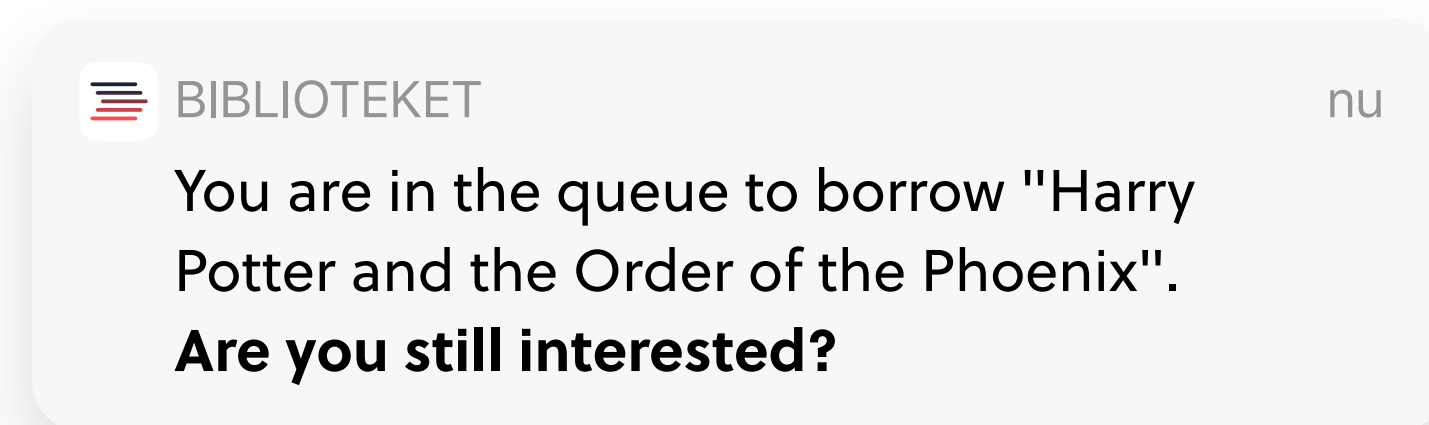 BIBLIOTEKET nu
You are in the queue to borrow "Harry
Potter and the Order of the Phoenix".
Are you still interested?